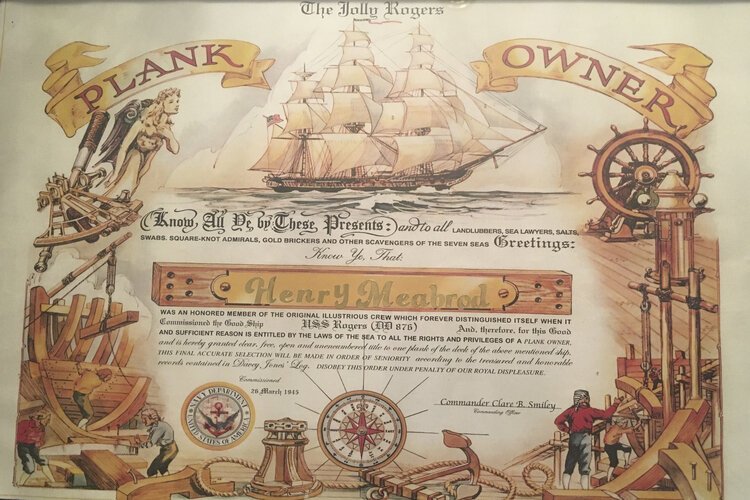 The Jolly Rogers
PLANK OWNER
Know, All Ye, by These Presents: and to all LANDLUBBERS, SEA LAWYERS, SALTS,
SWABS, SQUARE-KNOT ADMIRALS, GOLD BRICKERS AND OTHER SCAVENGERS OF THE SEVEN SEAS Greetings:
Know Ye, That:
Henry Meabrod
WAS AN HONORED MEMBER OF THE ORIGINAL ILLUSTRIOUS CREW WHICH FOREVER DISTINGUISHED ITSELF WHEN IT
Commissioned the Good Ship USS Rogers (DD 876) And, therefore, for this Good
AND SUFFICIENT REASON IS ENTITLED BY THE LAWS OF THE SEA TO ALL THE RIGHTS AND PRIVILEGES OF A PLANK OWNER,
and is hereby granted clear, free, open and unencumbered title to one plank of the deck of the above mentioned ship.
THIS FINAL ACCURATE SELECTION WILL BE MADE IN ORDER OF SENIORITY according to the treasured and honorable
records contained in Davey Jones' Log. DISOBEY THIS ORDER UNDER PENALTY OF OUR ROYAL DISPLEASURE.
Commissioned
26 March 1945
NAVY DEPARTMENT
UNITED STATES OF AMERICA
Commander Clare B. Smiley
Commanding Officer